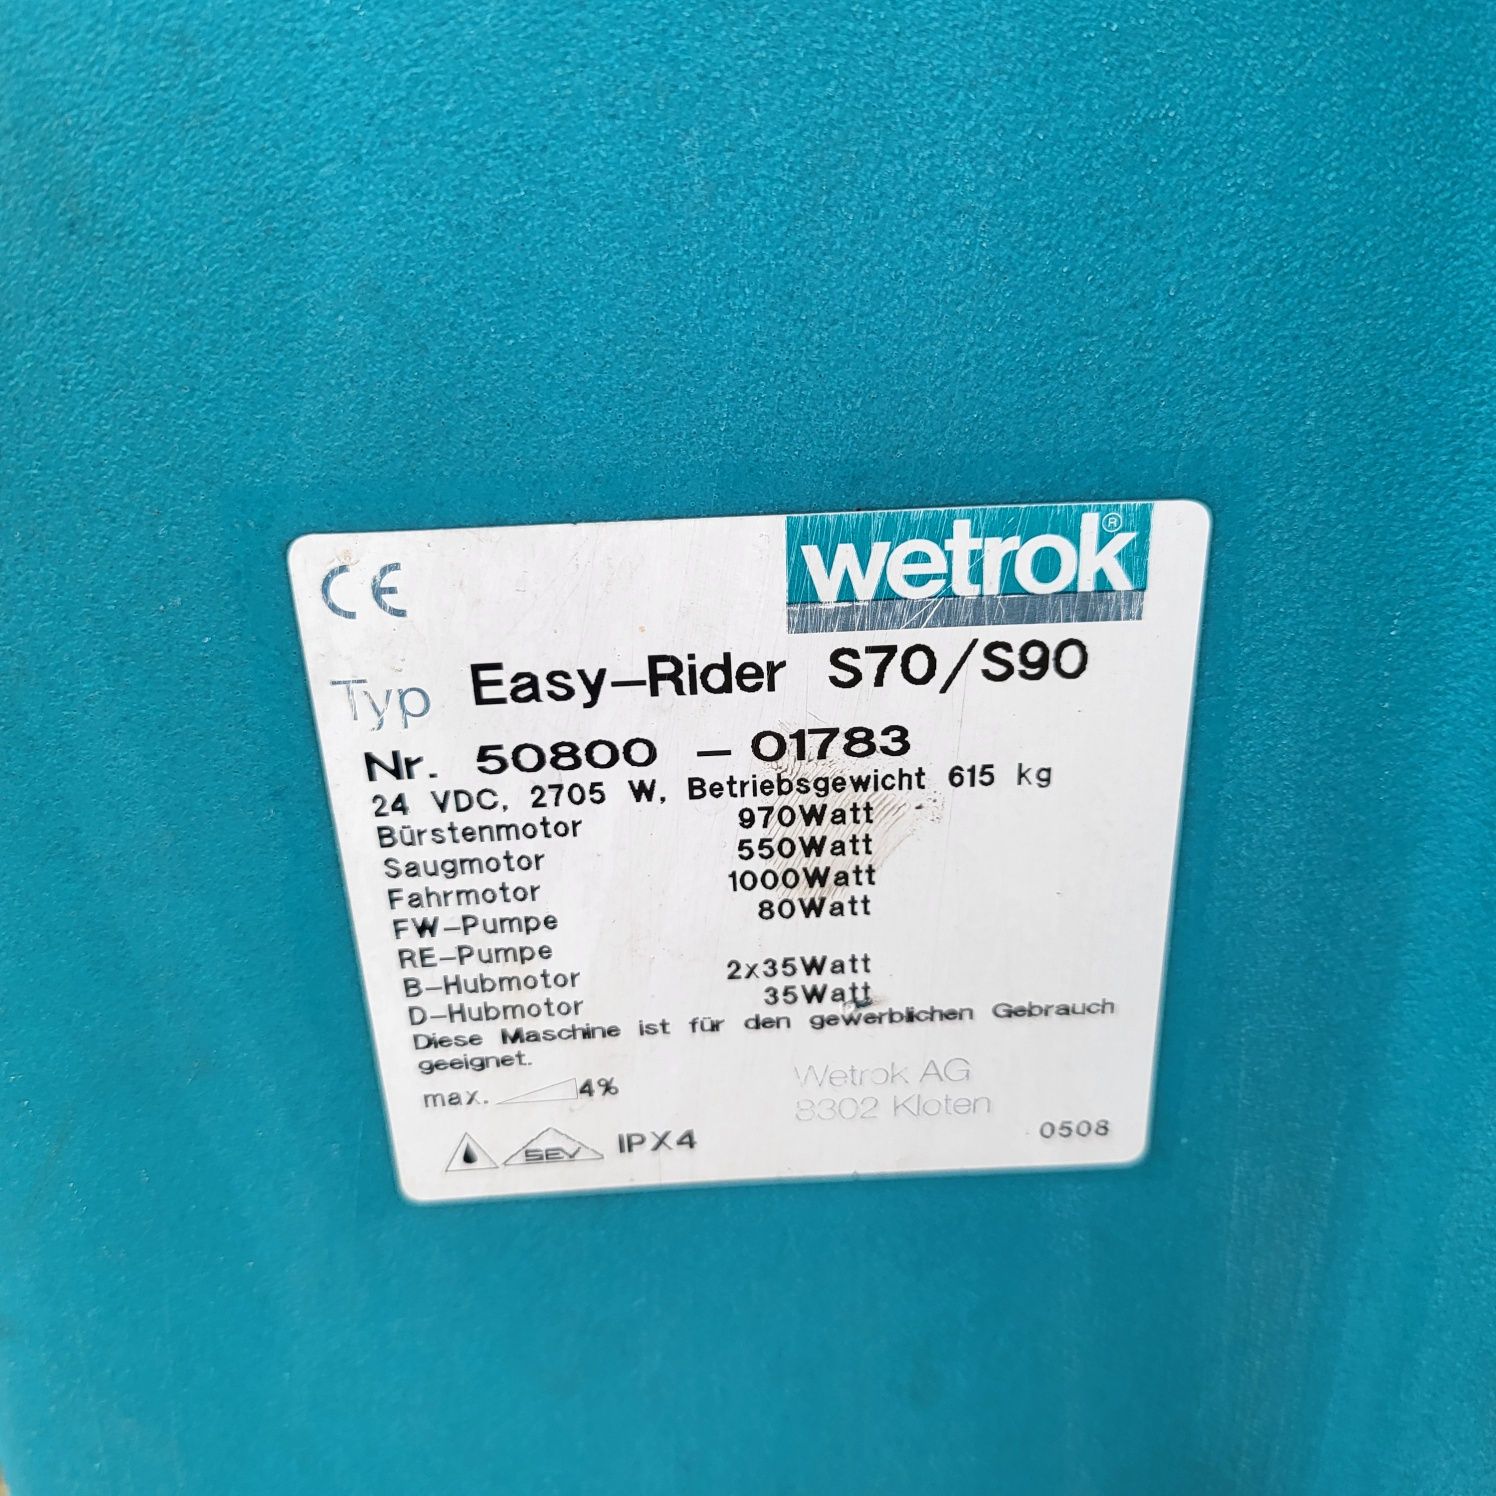 CE
wetrok®
Typ Easy-Rider S70/S90
Nr. 50800 - 01783
24 VDC, 2705 W, Betriebsgewicht 615 kg
Bürstenmotor 970Watt
Saugmotor 550Watt
Fahrmotor 1000Watt
FW-Pumpe 80Watt
RE-Pumpe
B-Hubmotor 2x35Watt
D-Hubmotor 35Watt
Diese Maschine ist für den gewerblichen Gebrauch
geeignet.
max. 4%
Wetrok AG
8302 Kloten
SEV IPX4
0508